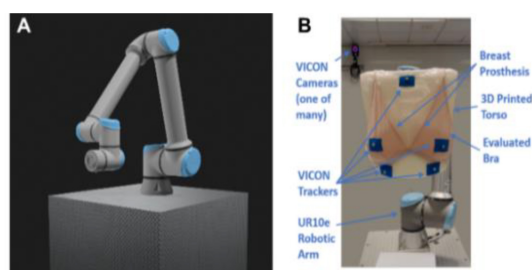 A
B
VICON
Cameras
(one of
many)
Breast
Prosthesis
3D Printed
Torso
Evaluated
Bra
VICON
Trackers
UR10e
Robotic
Arm